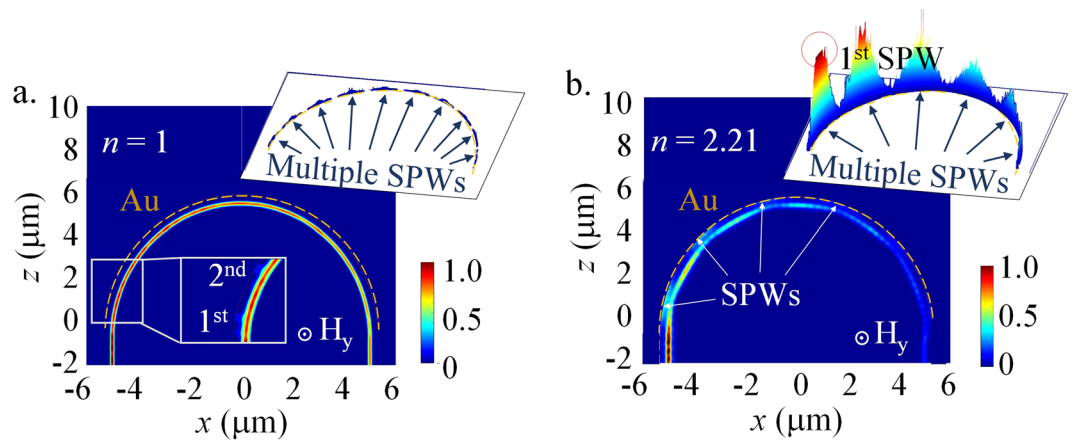 a.
n = 1
Multiple SPWs
Au
2nd
1st
Hy
10
8
6
4
2
0
-2
-6 -4 -2 0 2 4 6
x (μm)
z (μm)
1.0
0.5
0
b.
n = 2.21
1st SPW
Multiple SPWs
Au
SPWs
Hy
10
8
6
4
2
0
-2
-6 -4 -2 0 2 4 6
x (μm)
z (μm)
1.0
0.5
0